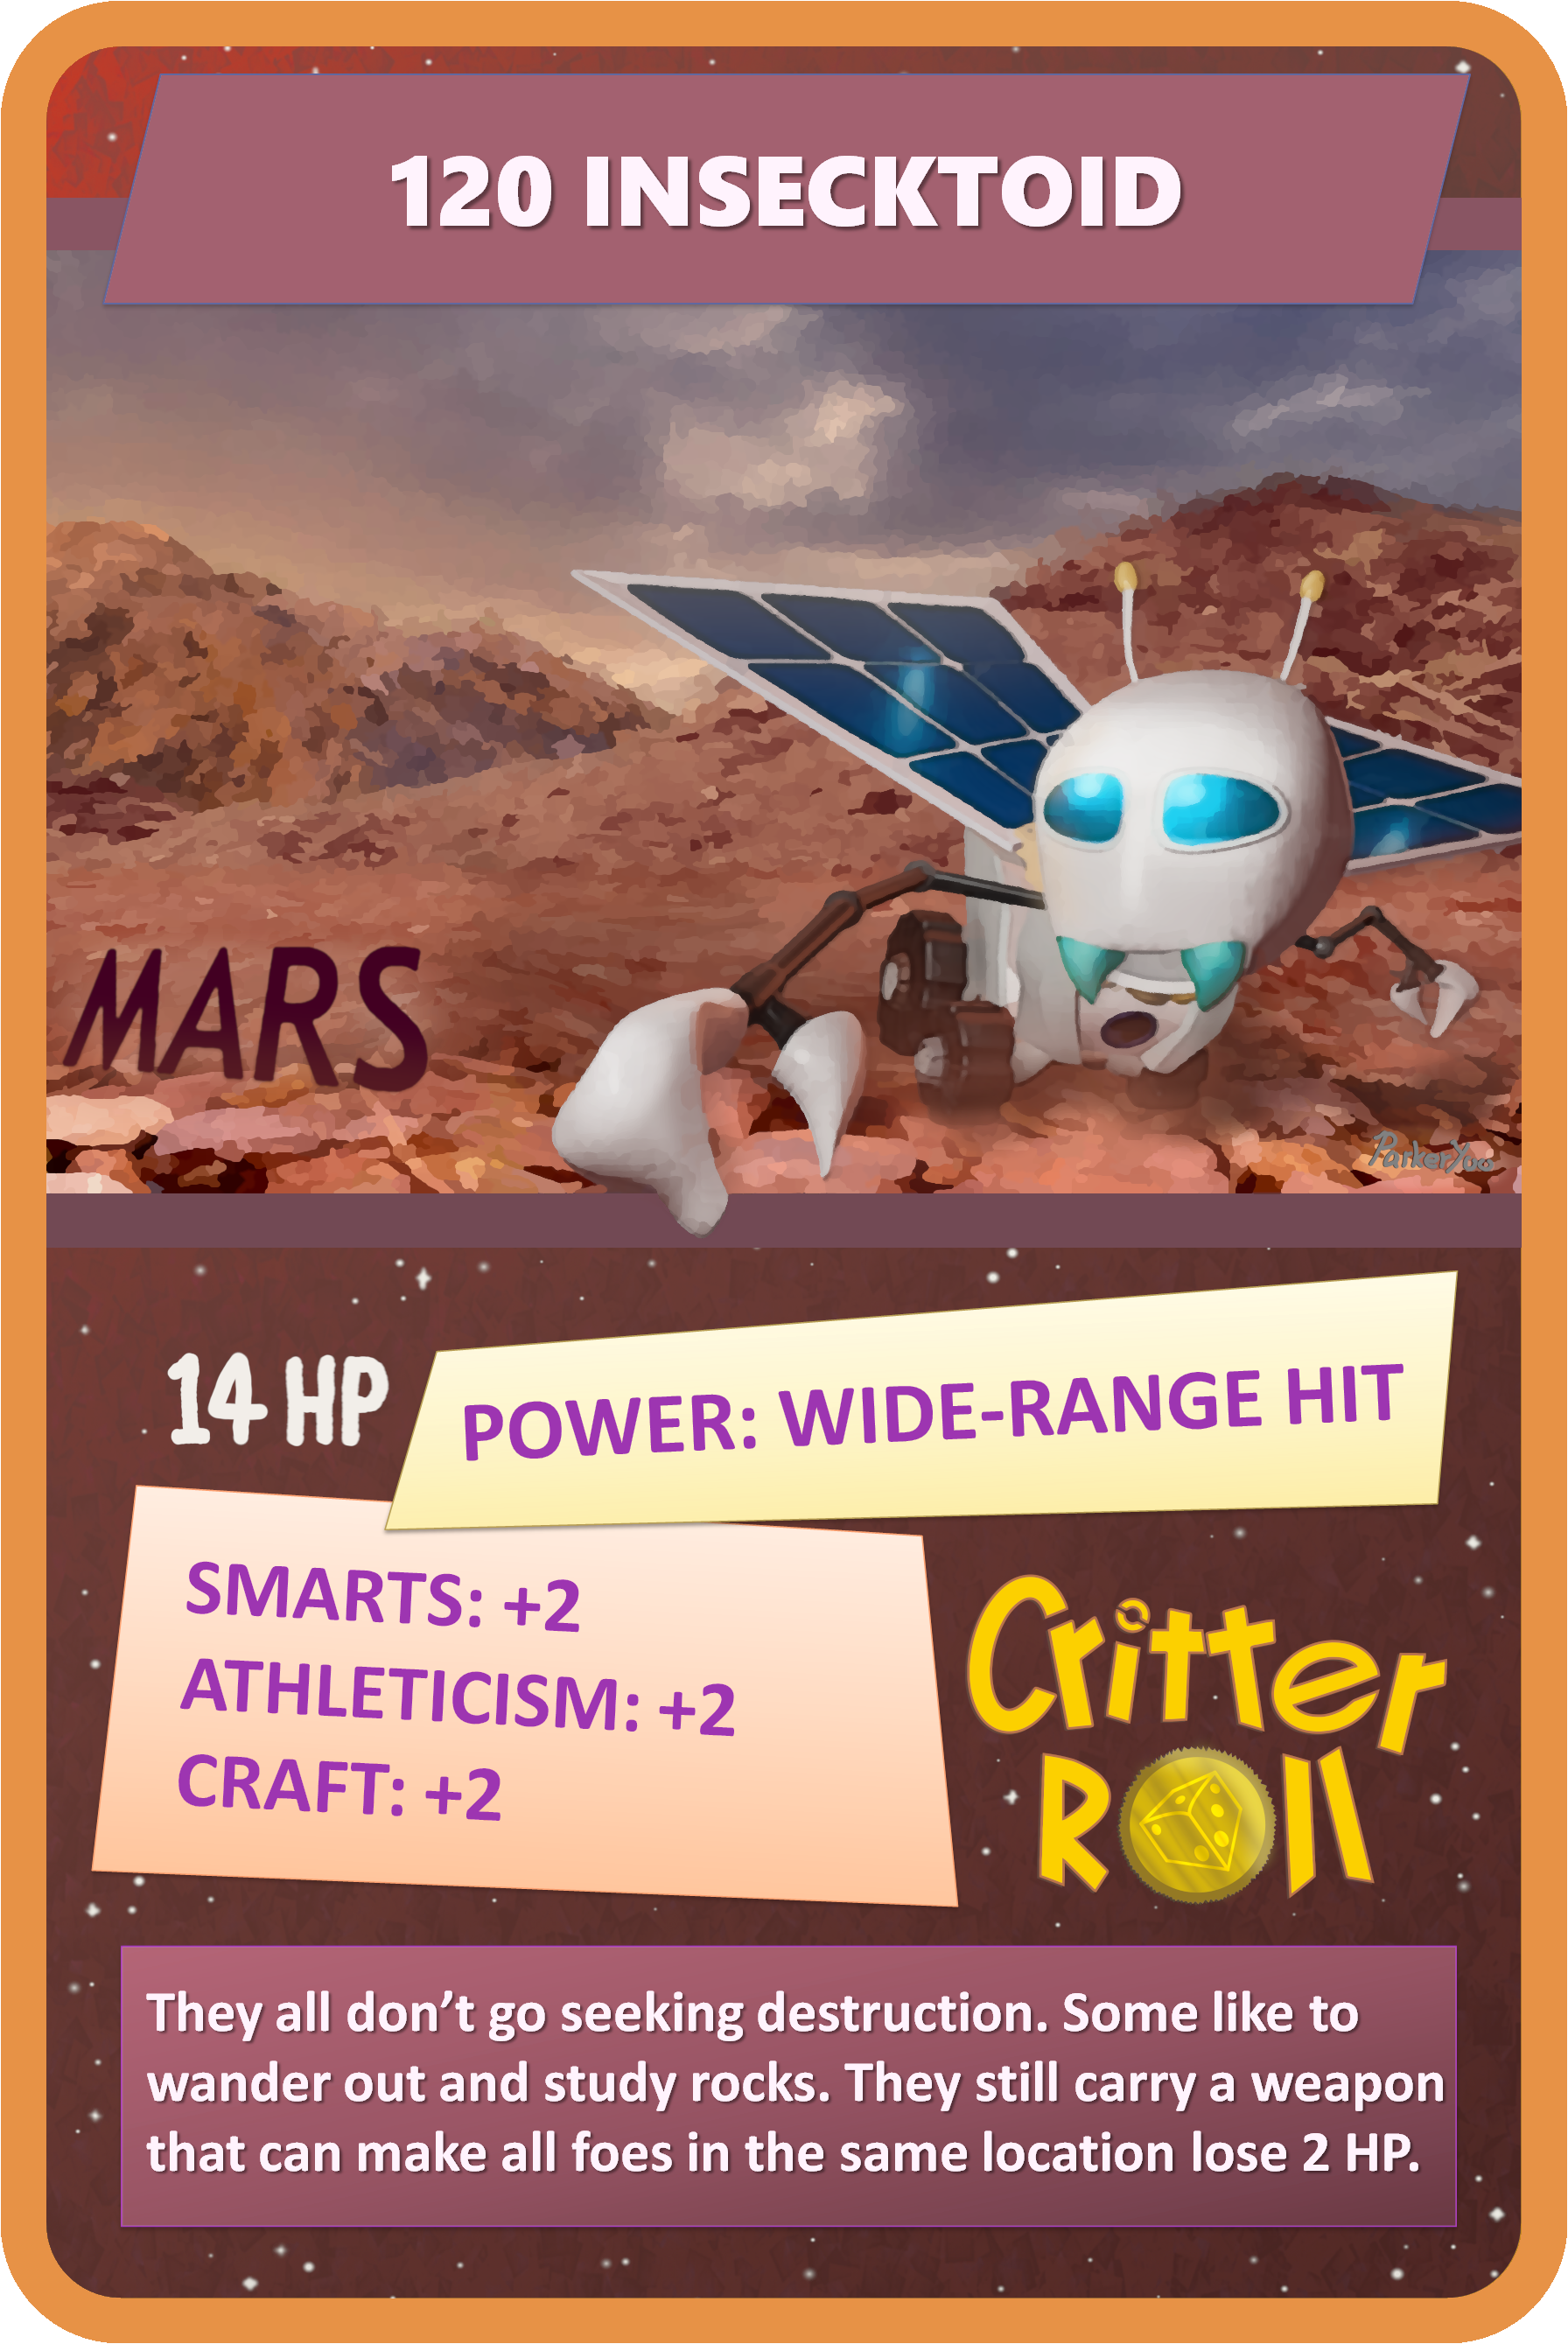 120 INSECKTOID
MARS
ParkerYuo
14 HP
POWER: WIDE-RANGE HIT
SMARTS: +2
ATHLETICISM: +2
CRAFT: +2
Critter
Roll
They all don’t go seeking destruction. Some like to
wander out and study rocks. They still carry a weapon
that can make all foes in the same location lose 2 HP.